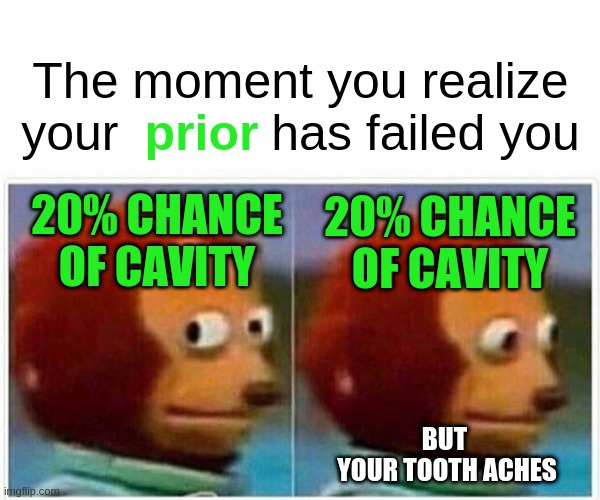 The moment you realize
your prior has failed you
20% CHANCE
OF CAVITY
20% CHANCE
OF CAVITY
BUT
YOUR TOOTH ACHES
imgflip.com